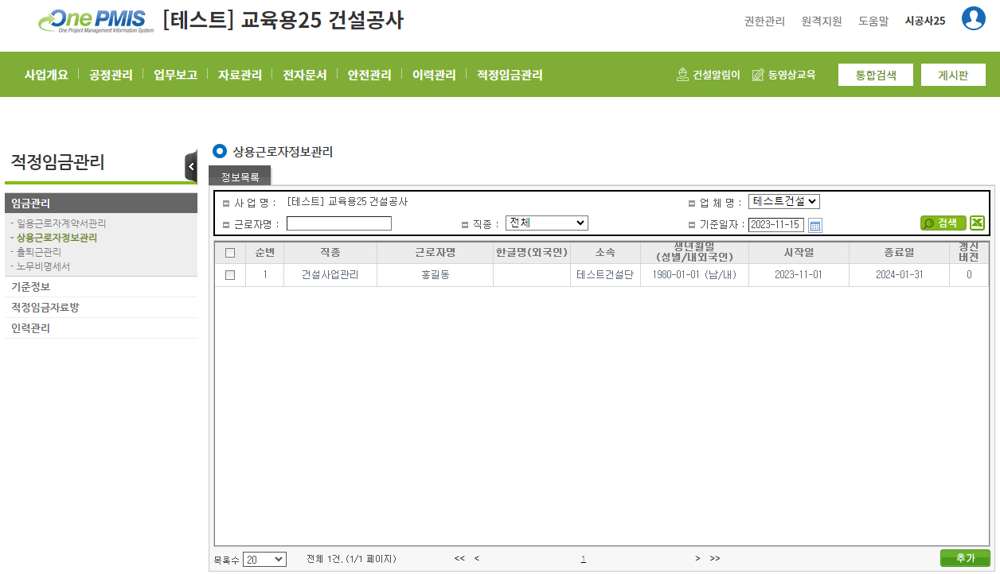 One PMIS
One Project Management Information System
[테스트] 교육용25 건설공사
권한관리 원격지원 도움말 시공사25
사업개요 공정관리 업무보고 자료관리 전자문서 안전관리 이력관리 적정임금관리 건설알림이 동영상교육 통합검색 게시판
적정임금관리
임금관리
- 일용근로자계약서관리
- 상용근로자정보관리
- 출퇴근관리
- 노무비명세서
기준정보
적정임금자료방
인력관리
상용근로자정보관리
정보목록
사 업 명 : [테스트] 교육용25 건설공사 업 체 명 : 테스트건설
근로자명 : 직종 : 전체 기준일자 : 2023-11-15 검색
순번 직종 근로자명 한글명(외국인) 소속 생년월일 (성별/내외국인) 시작일 종료일 갱신 버전
1 건설사업관리 홍길동 테스트건설단 1980-01-01 (남/내) 2023-11-01 2024-01-31 0
목록수 20 전체 1건, (1/1 페이지) << < 1 > >> 추가